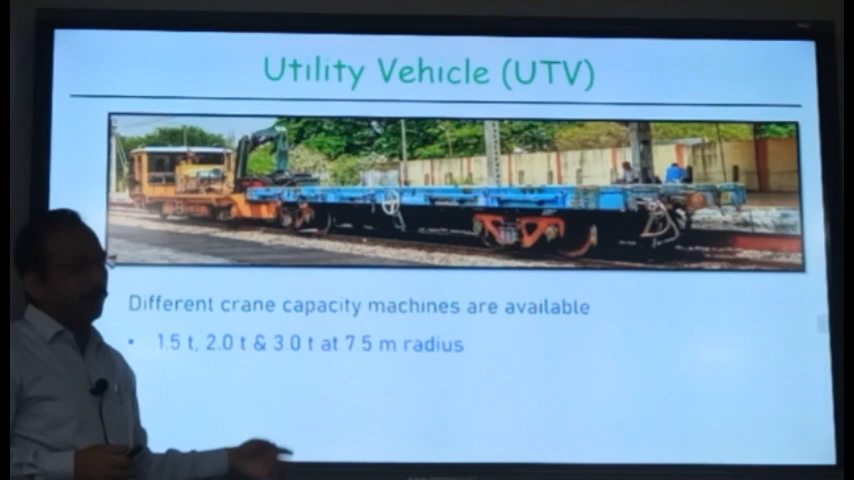 Utility Vehicle (UTV)
Different crane capacity machines are available
• 1.5 t, 2.0 t & 3.0 t at 7.5 m radius